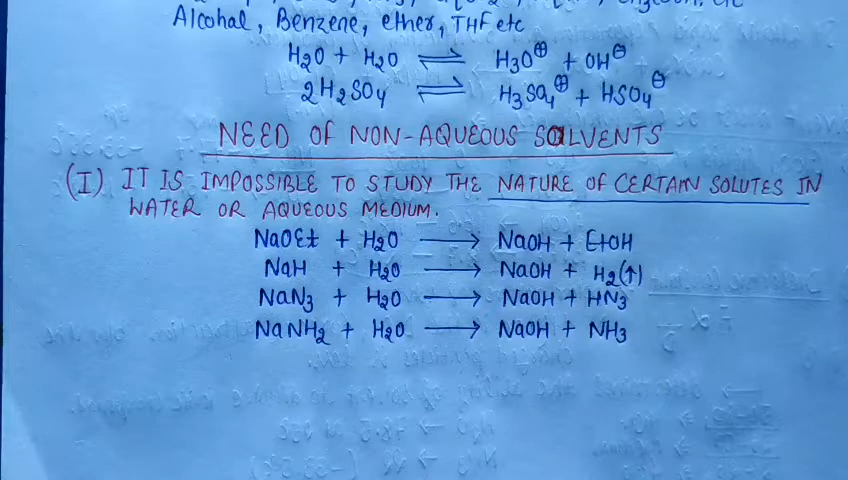 Alcohal, Benzene, ether, THF etc
H2O + H2O ⇌ H3O⊕ + OH⊖
2H2SO4 ⇌ H3SO4⊕ + HSO4⊖
NEED OF NON-AQUEOUS SOLVENTS
(I) IT IS IMPOSSIBLE TO STUDY THE NATURE OF CERTAIN SOLUTES IN
WATER OR AQUEOUS MEDIUM.
NaOEt + H2O → NaOH + EtOH
NaH + H2O → NaOH + H2(↑)
NaN3 + H2O → NaOH + HN3
NaNH2 + H2O → NaOH + NH3